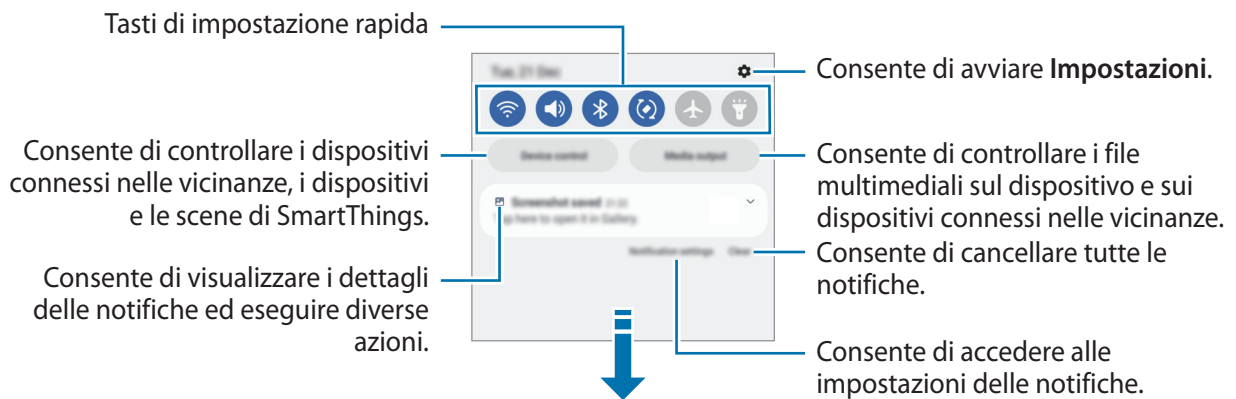 Tasti di impostazione rapida
Tue, 21 Dec
Consente di avviare Impostazioni.
Consente di controllare i dispositivi
connessi nelle vicinanze, i dispositivi
e le scene di SmartThings.
Device control
Media output
Consente di controllare i file
multimediali sul dispositivo e sui
dispositivi connessi nelle vicinanze.
Screenshot saved 21:22
Tap here to open it in Gallery.
Notification settings
Clear
Consente di cancellare tutte le
notifiche.
Consente di visualizzare i dettagli
delle notifiche ed eseguire diverse
azioni.
Consente di accedere alle
impostazioni delle notifiche.